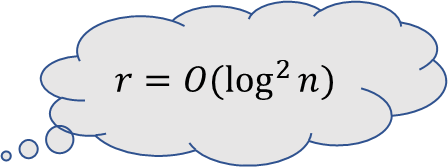 r = O(log² n)